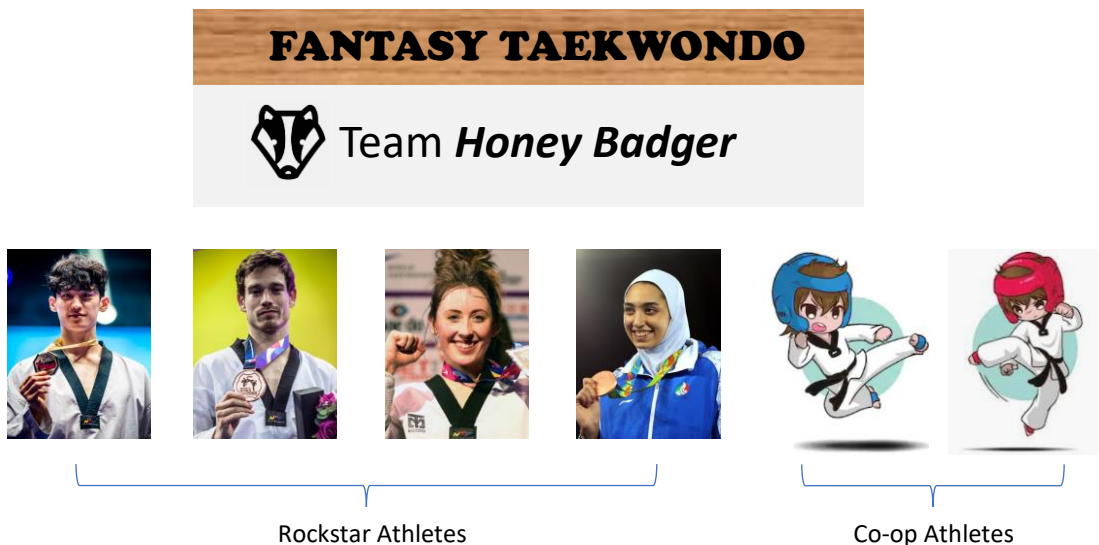 FANTASY TAEKWONDO
Team Honey Badger
Rockstar Athletes
Co-op Athletes